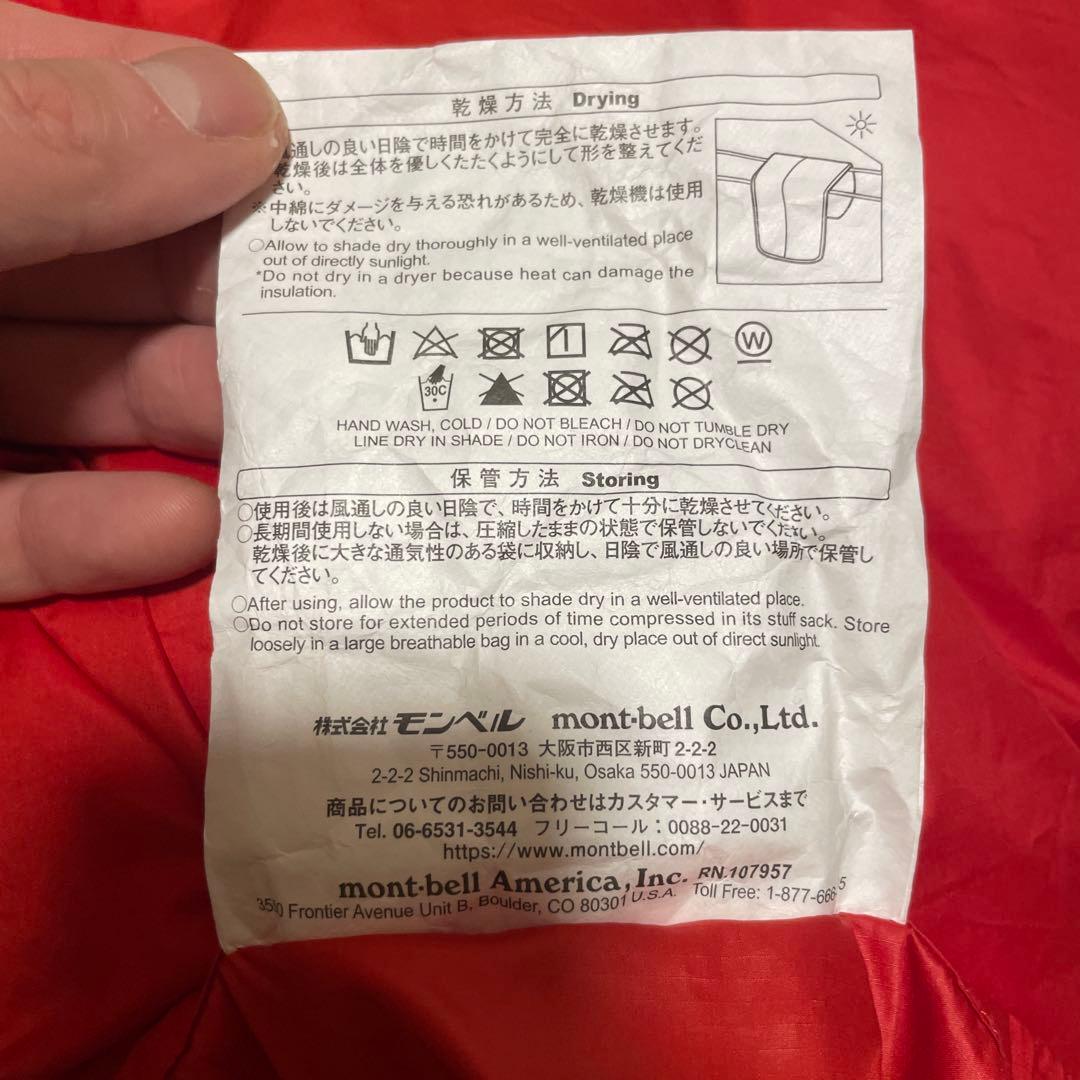 乾燥方法 Drying
通しの良い日陰で時間をかけて完全に乾燥させます。
乾燥後は全体を優しくたたくようにして形を整えてくだ
さい。
※中綿にダメージを与える恐れがあるため、乾燥機は使用
しないでください。
○Allow to shade dry thoroughly in a well-ventilated place
out of directly sunlight.
*Do not dry in a dryer because heat can damage the
insulation.
W
30C
HAND WASH, COLD / DO NOT BLEACH / DO NOT TUMBLE DRY
LINE DRY IN SHADE / DO NOT IRON / DO NOT DRYCLEAN
保管方法 Storing
○使用後は風通しの良い日陰で、時間をかけて十分に乾燥させてください。
○長期間使用しない場合は、圧縮したままの状態で保管しないでください。
乾燥後に大きな通気性のある袋に収納し、日陰で風通しの良い場所で保管し
てください。
○After using, allow the product to shade dry in a well-ventilated place.
○Do not store for extended periods of time compressed in its stuff sack. Store
loosely in a large breathable bag in a cool, dry place out of direct sunlight.
株式会社 モンベル mont-bell Co.,Ltd.
〒550-0013 大阪市西区新町2-2-2
2-2-2 Shinmachi, Nishi-ku, Osaka 550-0013 JAPAN
商品についてのお問い合わせはカスタマー・サービスまで
Tel. 06-6531-3544 フリーコール：0088-22-0031
https://www.montbell.com/
mont-bell America, Inc. RN.107957
Frontier Avenue Unit B, Boulder, CO 80301 U.S.A. Toll Free: